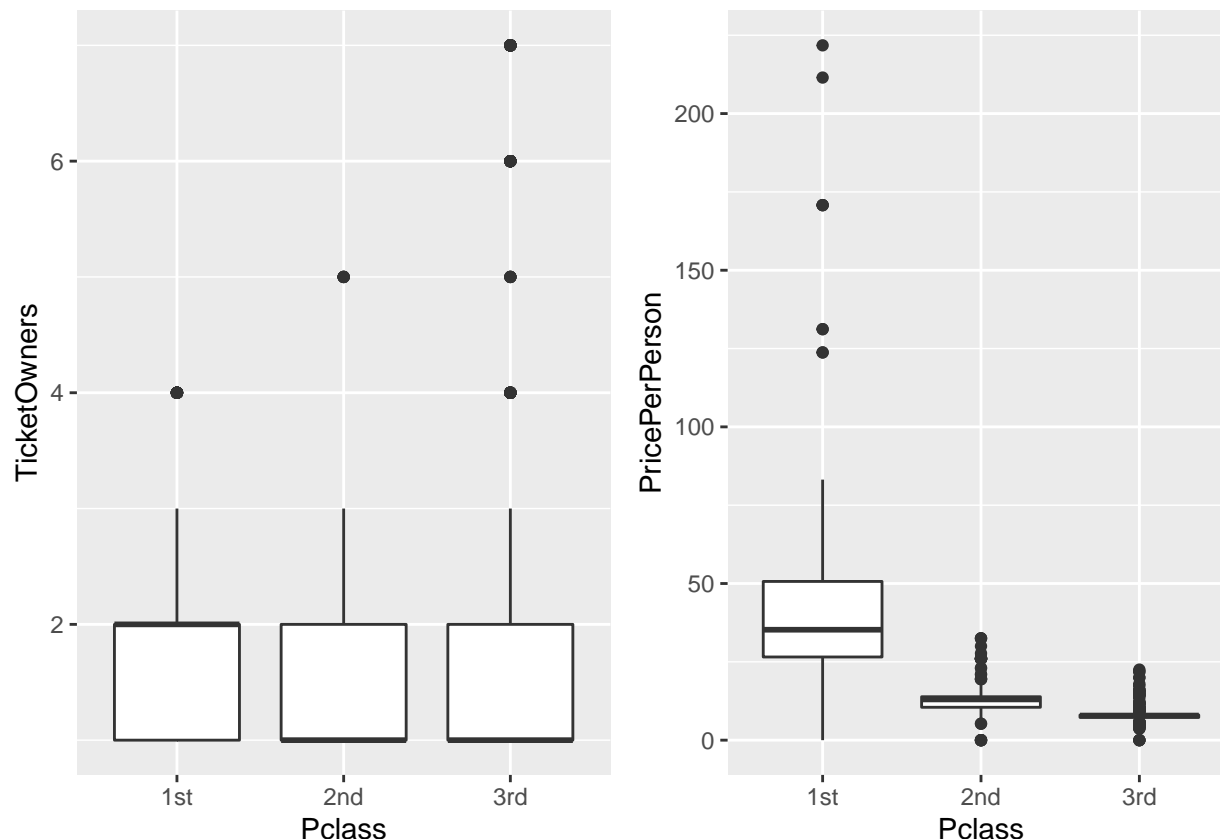 TicketOwners
6
4
2
1st 2nd 3rd
Pclass
PricePerPerson
200
150
100
50
0
1st 2nd 3rd
Pclass